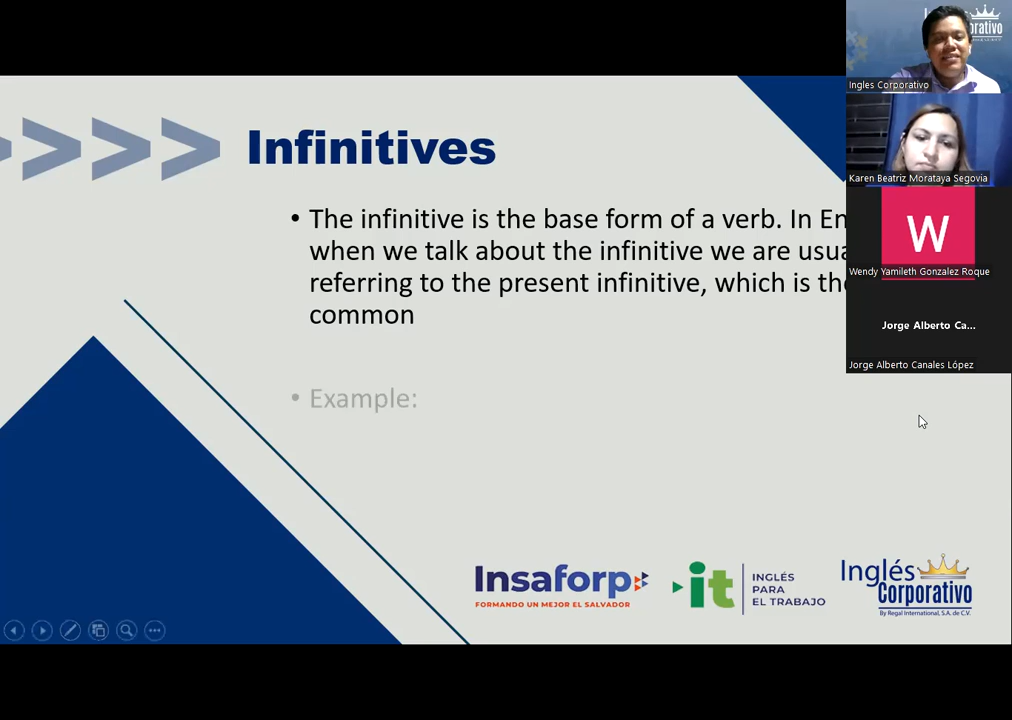 Infinitives
• The infinitive is the base form of a verb. In En
when we talk about the infinitive we are usua
referring to the present infinitive, which is the
common
• Example:
Ingles Corporativo
Karen Beatriz Morataya Segovia
W
Wendy Yamileth Gonzalez Roque
Jorge Alberto Ca...
Jorge Alberto Canales López
Insaforp
FORMANDO UN MEJOR EL SALVADOR
it
INGLÉS
PARA
EL TRABAJO
Inglés
Corporativo
By Regal International, S.A. de C.V.